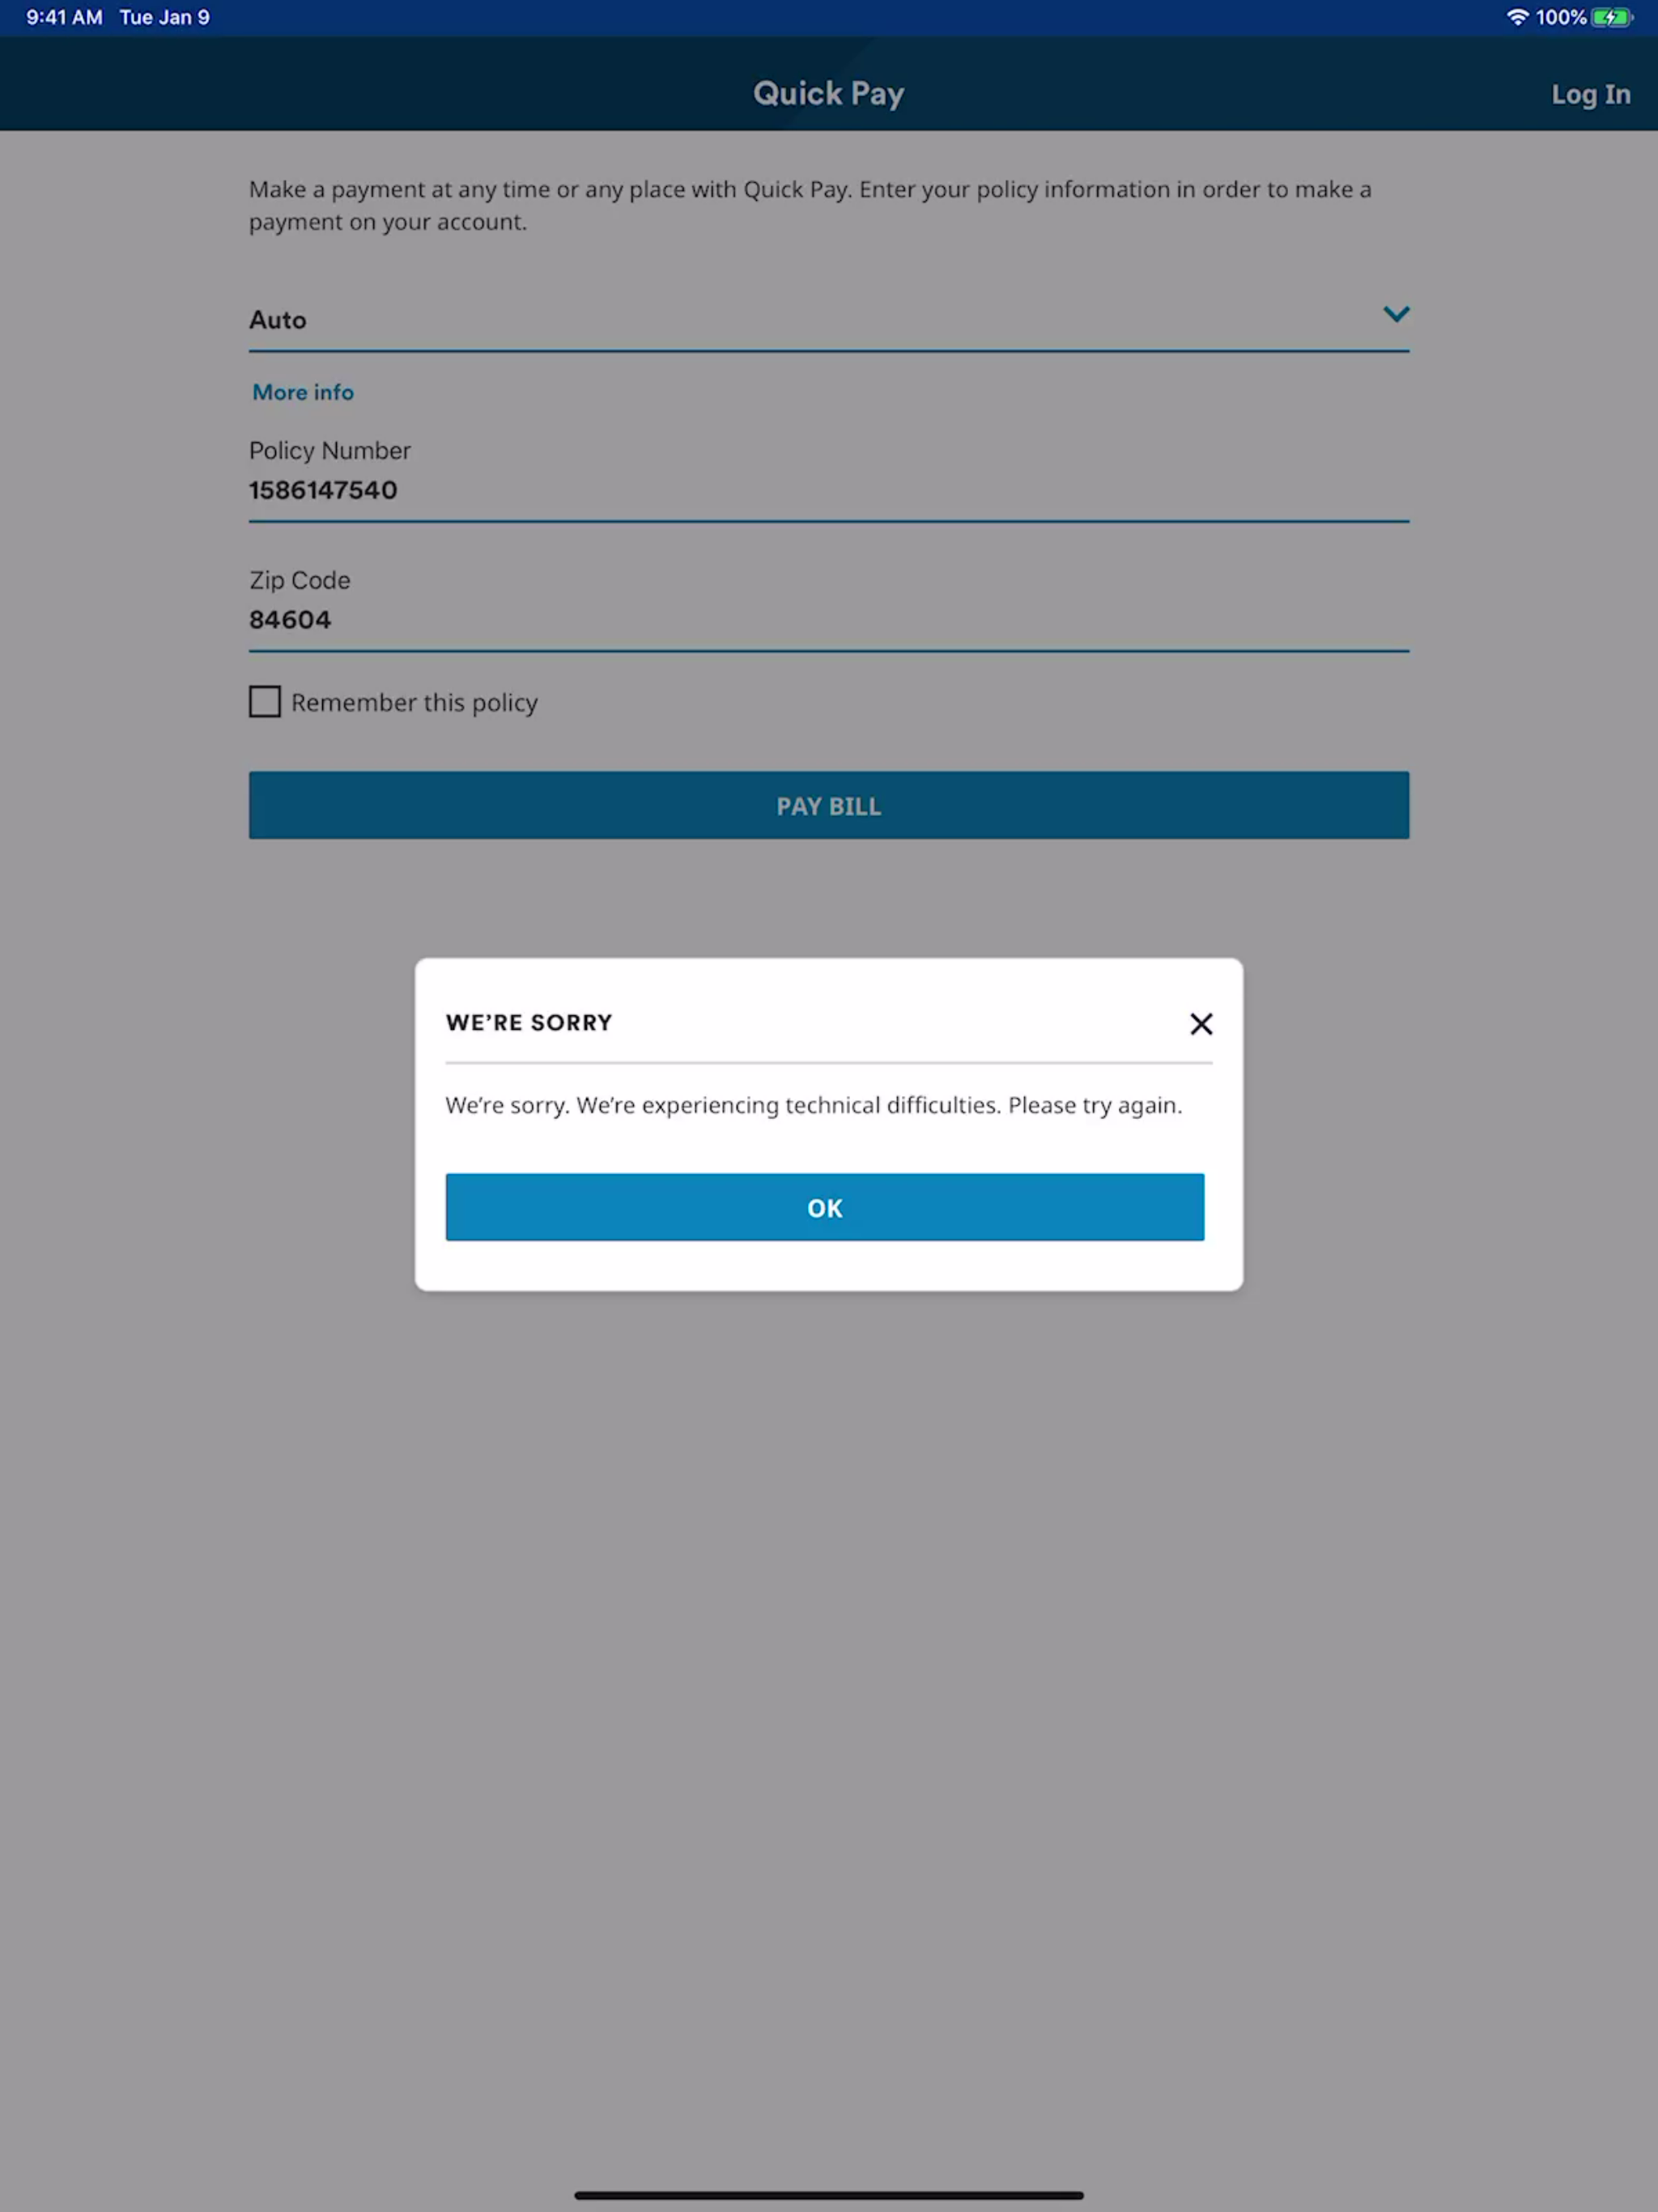 9:41 AM Tue Jan 9
100%
Quick Pay
Log In
Make a payment at any time or any place with Quick Pay. Enter your policy information in order to make a
payment on your account.
Auto
More info
Policy Number
1586147540
Zip Code
84604
Remember this policy
PAY BILL
WE’RE SORRY
We’re sorry. We’re experiencing technical difficulties. Please try again.
OK